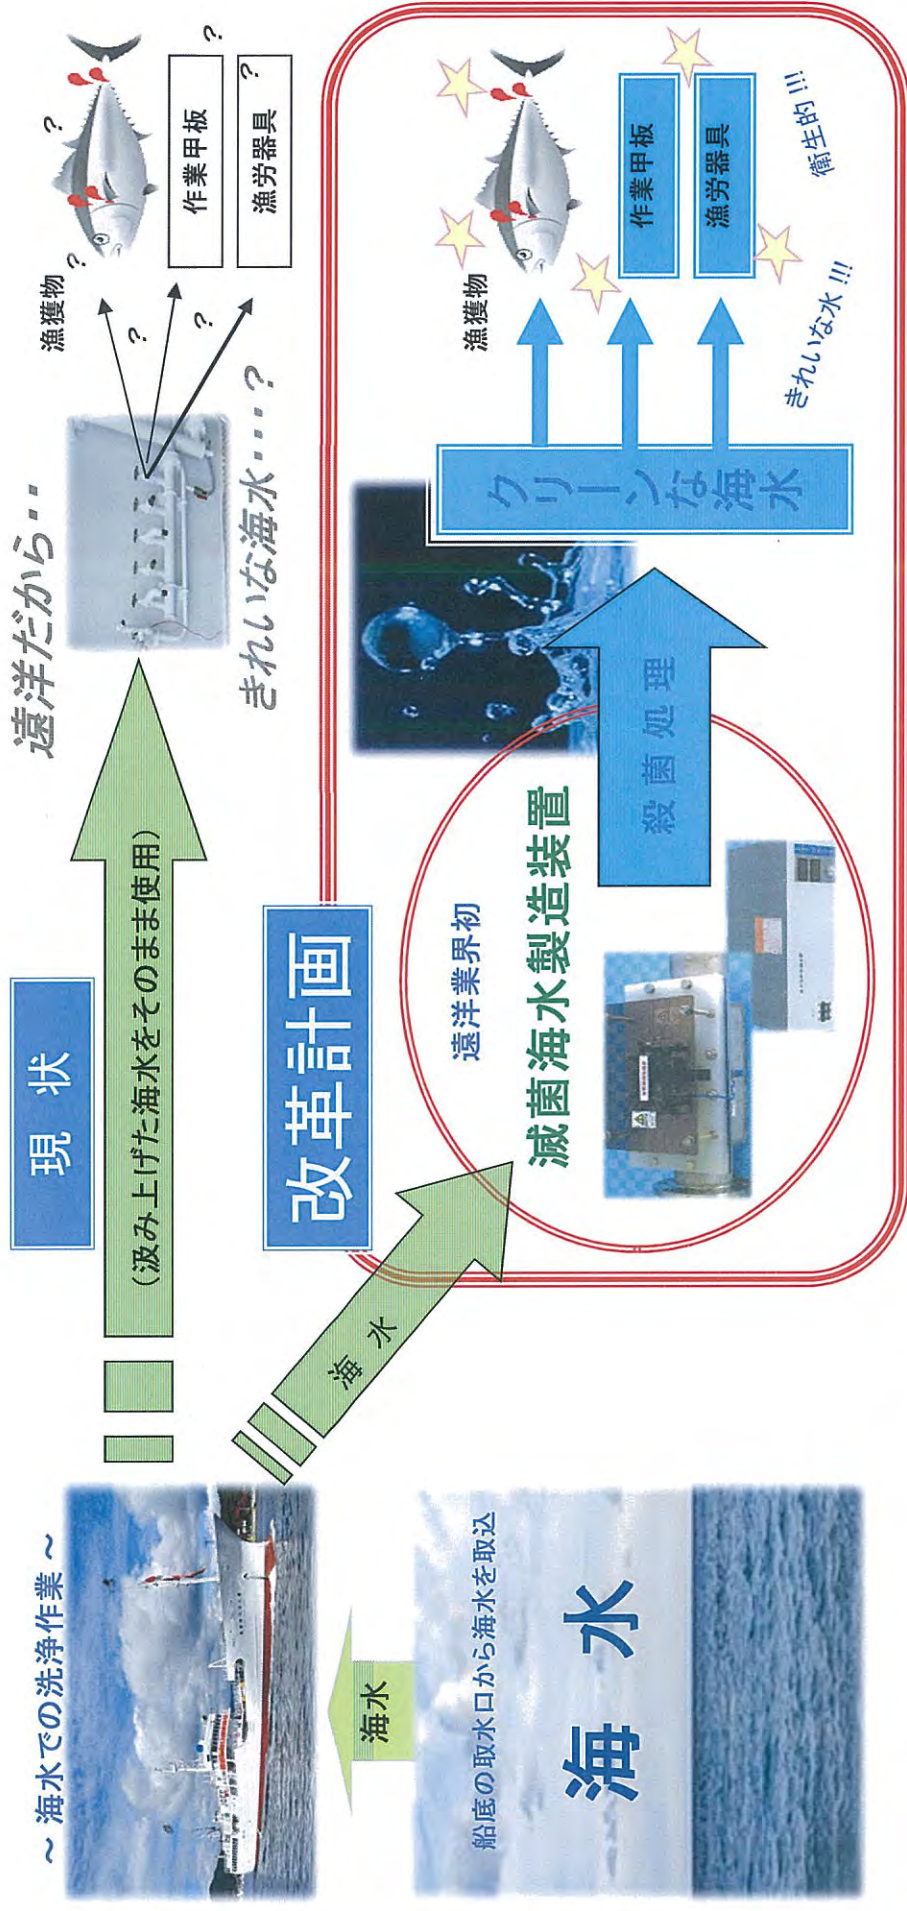 ～ 海水での洗浄作業 ～
現 状
(汲み上げた海水をそのまま使用)
遠洋だから・・
きれいな海水・・・？
漁獲物
?
?
?
?
作業甲板
?
漁労器具
?
海水
船底の取水口から海水を取込
海 水
海 水
改革計画
遠洋業界初
滅菌海水製造装置
殺 菌 処 理
クリーンな海水
漁獲物
作業甲板
漁労器具
きれいな水!!!
衛生的!!!